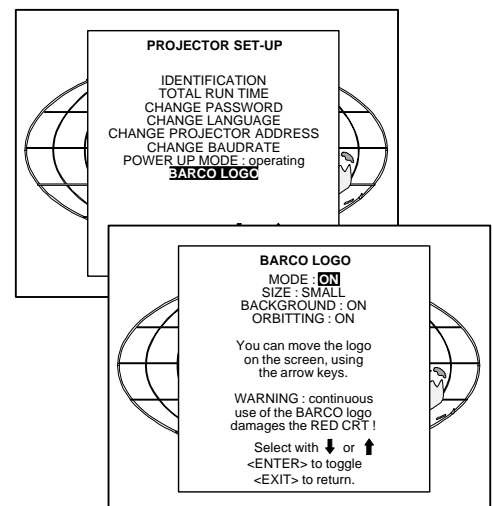 PROJECTOR SET-UP
IDENTIFICATION
TOTAL RUN TIME
CHANGE PASSWORD
CHANGE LANGUAGE
CHANGE PROJECTOR ADDRESS
CHANGE BAUDRATE
POWER UP MODE : operating
BARCO LOGO
BARCO LOGO
MODE : ON
SIZE : SMALL
BACKGROUND : ON
ORBITTING : ON
You can move the logo
on the screen, using
the arrow keys.
WARNING : continuous
use of the BARCO logo
damages the RED CRT !
Select with ⬇ or ⬆
<ENTER> to toggle
<EXIT> to return.